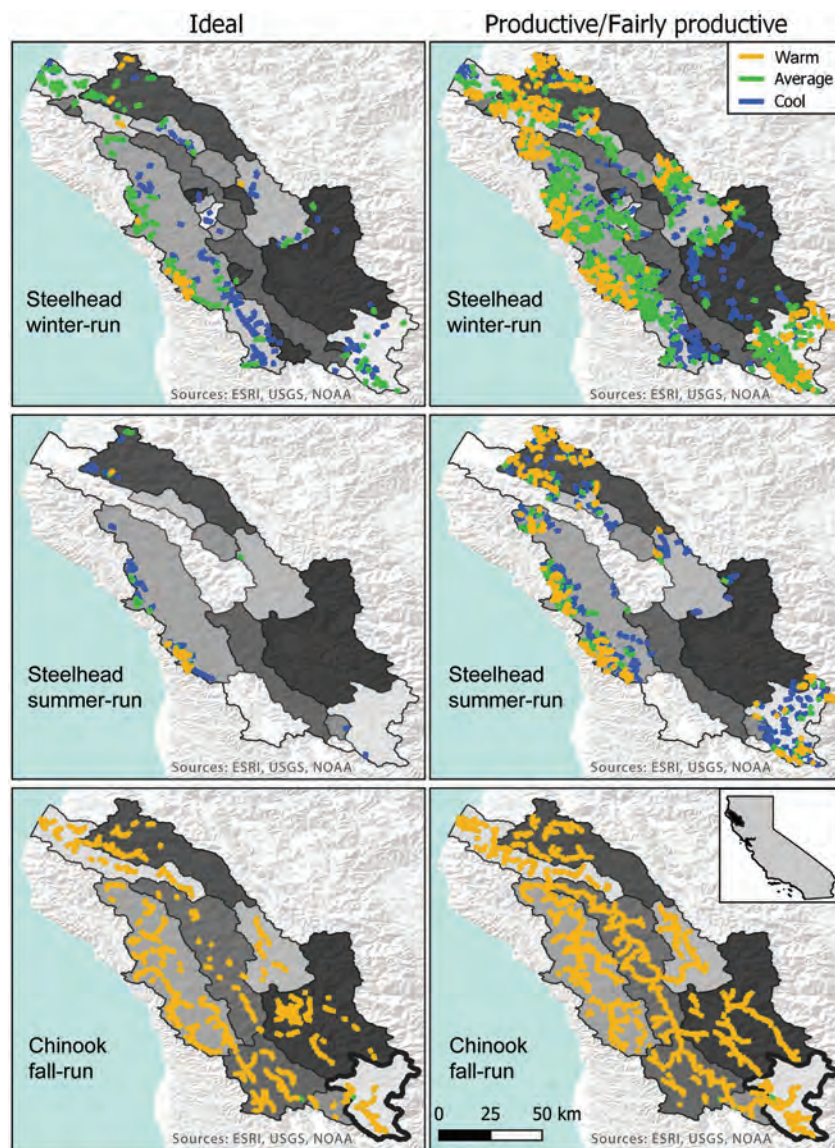 Ideal
Productive/Fairly productive
Warm
Average
Cool
Steelhead
winter-run
Sources: ESRI, USGS, NOAA
Steelhead
winter-run
Sources: ESRI, USGS, NOAA
Steelhead
summer-run
Sources: ESRI, USGS, NOAA
Steelhead
summer-run
Sources: ESRI, USGS, NOAA
Chinook
fall-run
Sources: ESRI, USGS, NOAA
Chinook
fall-run
0 25 50 km
Sources: ESRI, USGS, NOAA